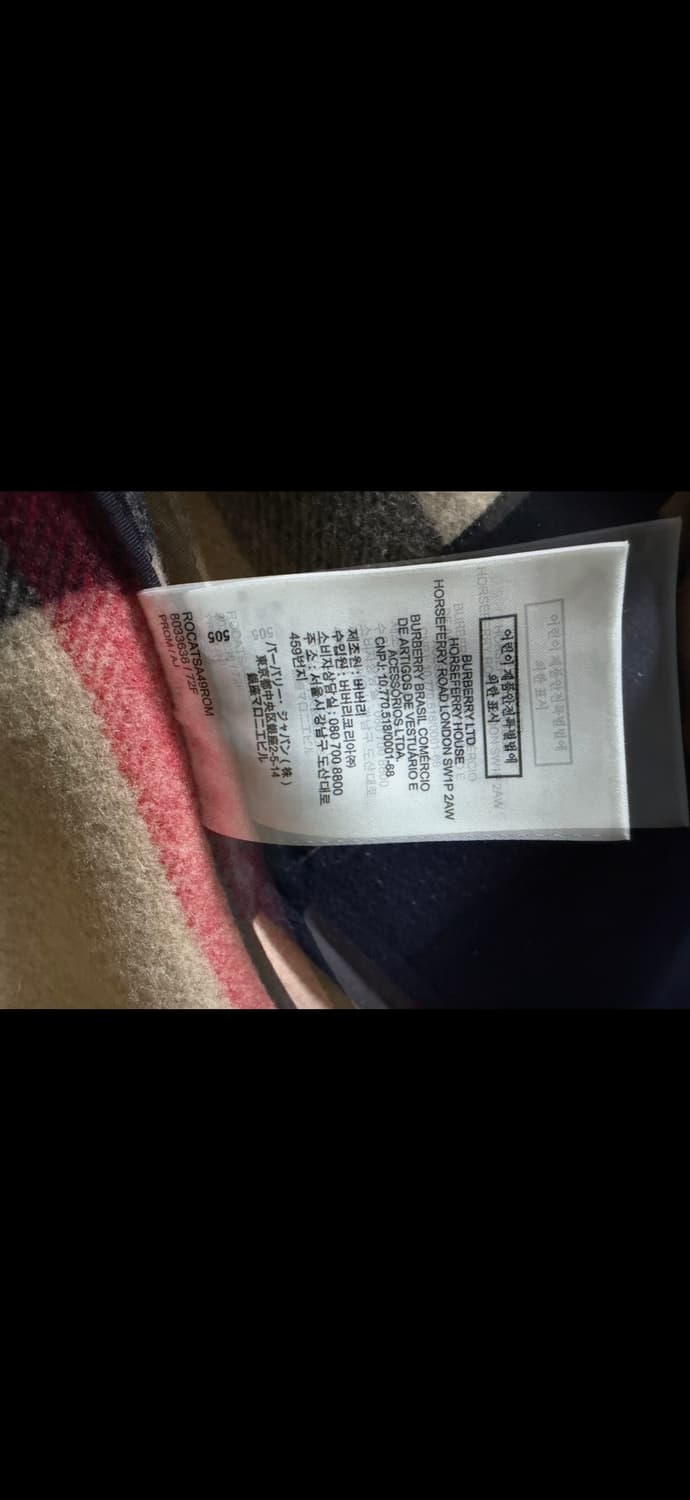 어린이 제품안전특별법에
의한 표시
BURBERRY LTD
HORSEFERRY HOUSE
HORSEFERRY ROAD LONDON SW1P 2AW
BURBERRY BRASIL COMERCIO
DE ARTIGOS DE VESTUÁRIO E
ACESSÓRIOS LTDA.
CNPJ: 10.770.518/0001-88
제조원 : 버버리
수입원 : 버버리코리아㈜
소비자상담실 : 080 700 8800
주 소 : 서울시 강남구 도산대로
459번지
バーバリー・ジャパン(株)
東京都中央区銀座2-5-14
銀座マロニエビル
505
ROCATSA49ROM
8033638 / 72F
PROM / AJ